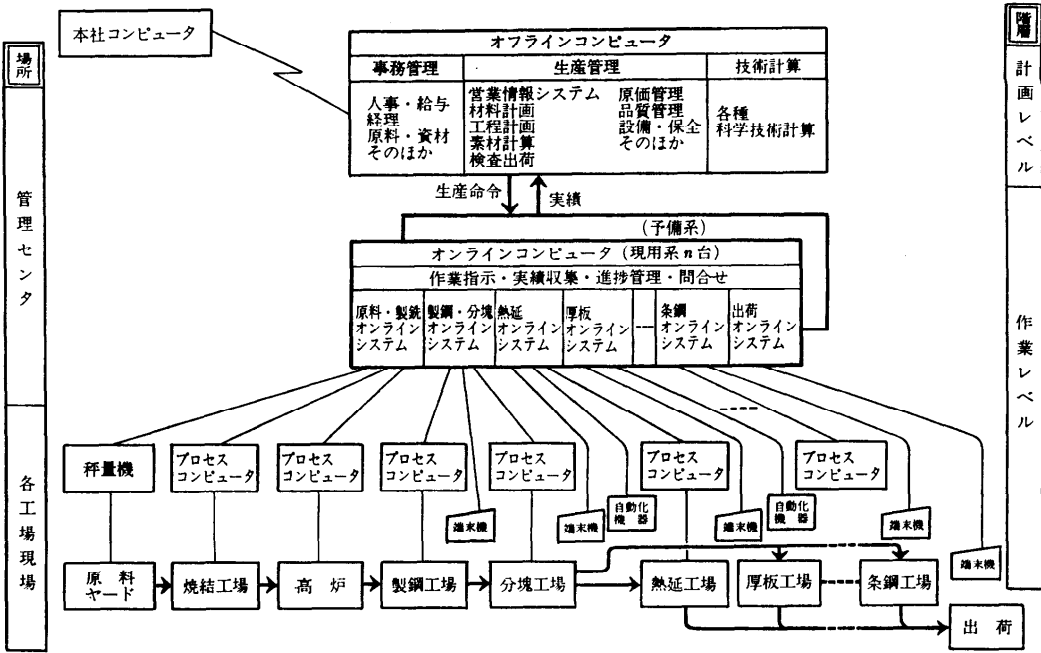 本社コンピュータ
場所
管理センタ
各工場現場
階層
計画レベル
作業レベル
オフラインコンピュータ
事務管理
生産管理
技術計算
人事・給与
経理
原料・資材
そのほか
営業情報システム
材料計画
工程計画
素材計算
検査出荷
原価管理
品質管理
設備・保全
そのほか
各種
科学技術計算
生産命令
実績
(予備系)
オンラインコンピュータ(現用系n台)
作業指示・実績収集・進捗管理・問合せ
原料・製銑
オンライン
システム
製鋼・分塊
オンライン
システム
熱延
オンライン
システム
厚板
オンライン
システム
条鋼
オンライン
システム
出荷
オンライン
システム
秤量機
プロセス
コンピュータ
プロセス
コンピュータ
プロセス
コンピュータ
プロセス
コンピュータ
プロセス
コンピュータ
プロセス
コンピュータ
端末機
端末機
自動化
機器
端末機
自動化
機器
端末機
端末機
原料
ヤード
焼結工場
高炉
製鋼工場
分塊工場
熱延工場
厚板工場
条鋼工場
出荷